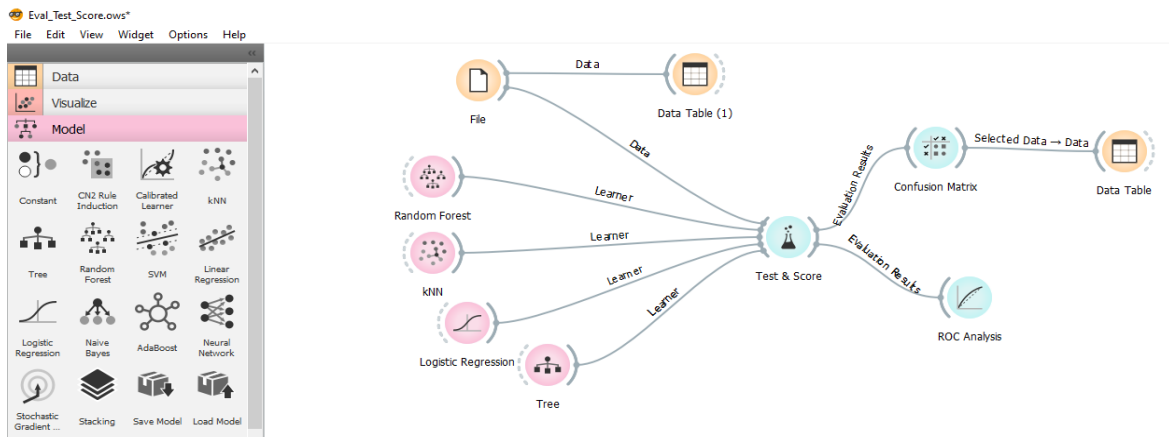 Eval_Test_Score.ows*
File Edit View Widget Options Help
Data
Visualize
Model
Constant
CN2 Rule
Induction
Calibrated
Learner
kNN
Tree
Random
Forest
SVM
Linear
Regression
Logistic
Regression
Naive
Bayes
AdaBoost
Neural
Network
Stochastic
Gradient ...
Stacking
Save Model
Load Model
File
Data
Data Table (1)
Data
Random Forest
Learner
kNN
Learner
Logistic Regression
Learner
Tree
Learner
Test & Score
Evaluation Results
Confusion Matrix
Selected Data → Data
Data Table
Evaluation Results
ROC Analysis